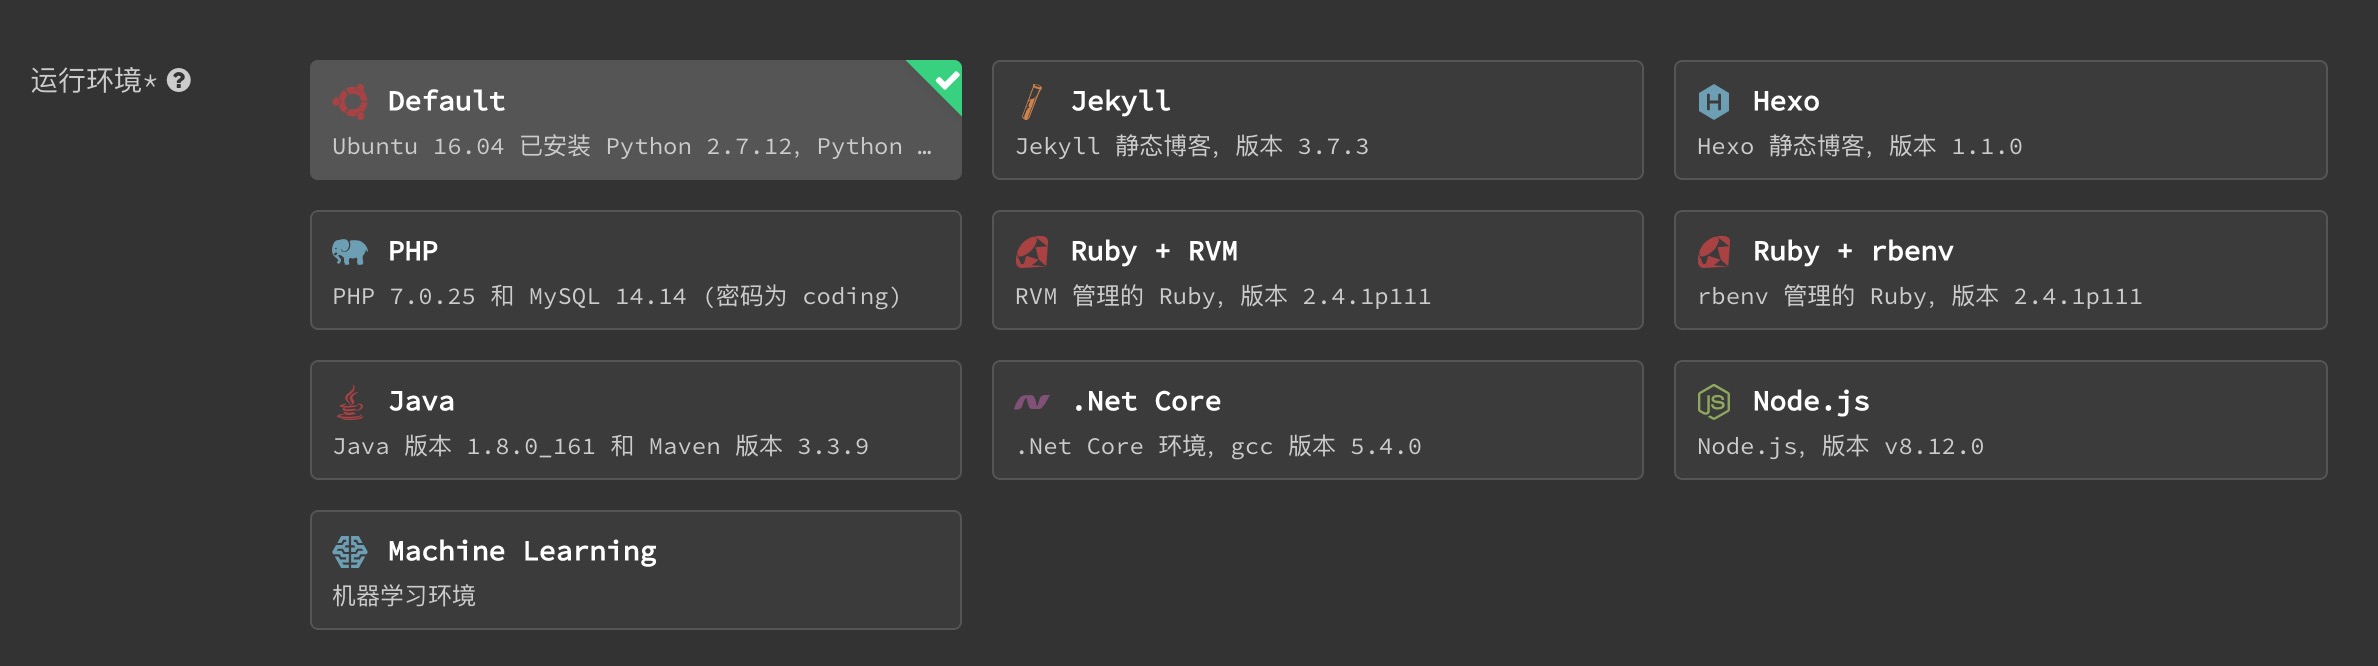 运行环境*
Default
Ubuntu 16.04 已安装 Python 2.7.12, Python …
Jekyll
Jekyll 静态博客, 版本 3.7.3
Hexo
Hexo 静态博客, 版本 1.1.0
PHP
PHP 7.0.25 和 MySQL 14.14 (密码为 coding)
Ruby + RVM
RVM 管理的 Ruby, 版本 2.4.1p111
Ruby + rbenv
rbenv 管理的 Ruby, 版本 2.4.1p111
Java
Java 版本 1.8.0_161 和 Maven 版本 3.3.9
.Net Core
.Net Core 环境, gcc 版本 5.4.0
Node.js
Node.js, 版本 v8.12.0
Machine Learning
机器学习环境